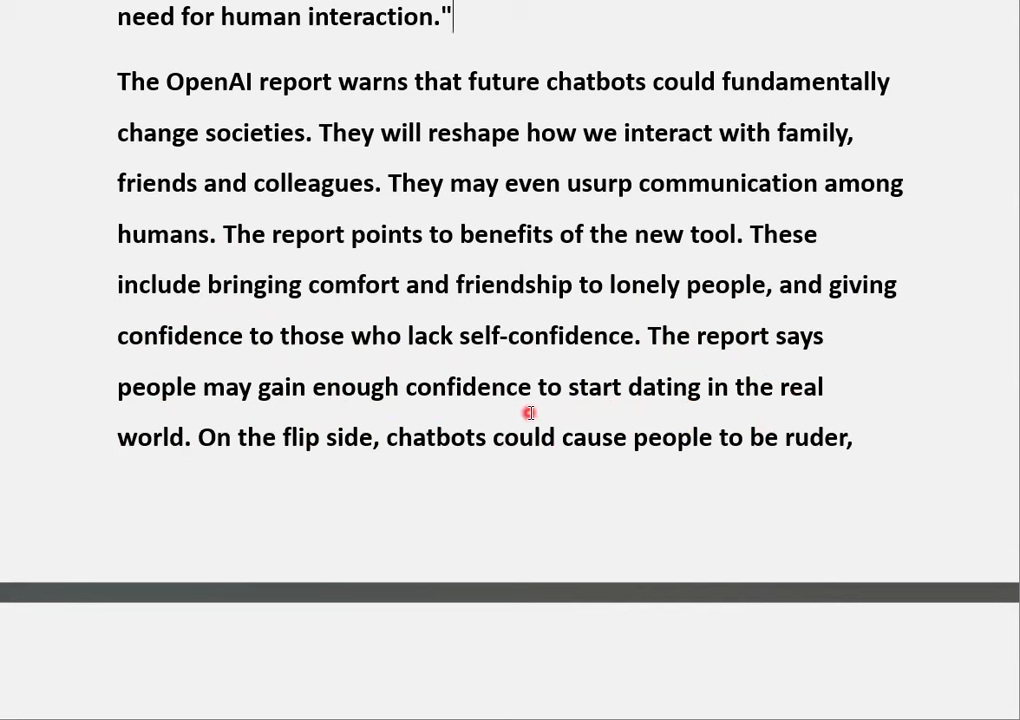 need for human interaction."
The OpenAI report warns that future chatbots could fundamentally
change societies. They will reshape how we interact with family,
friends and colleagues. They may even usurp communication among
humans. The report points to benefits of the new tool. These
include bringing comfort and friendship to lonely people, and giving
confidence to those who lack self-confidence. The report says
people may gain enough confidence to start dating in the real
world. On the flip side, chatbots could cause people to be ruder,